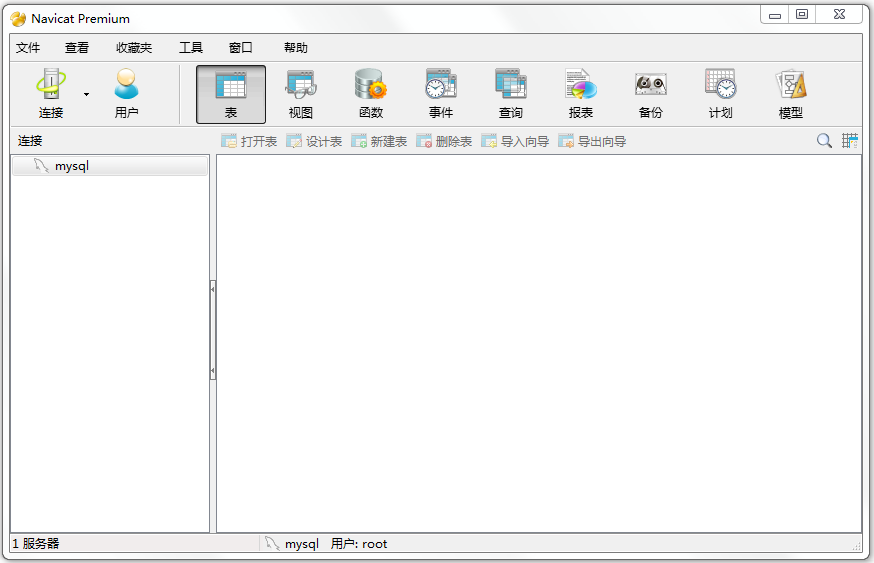 Navicat Premium
文件 查看 收藏夹 工具 窗口 帮助
连接 用户 表 视图 函数 事件 查询 报表 备份 计划 模型
连接 打开表 设计表 新建表 删除表 导入向导 导出向导
mysql
1 服务器 mysql 用户: root